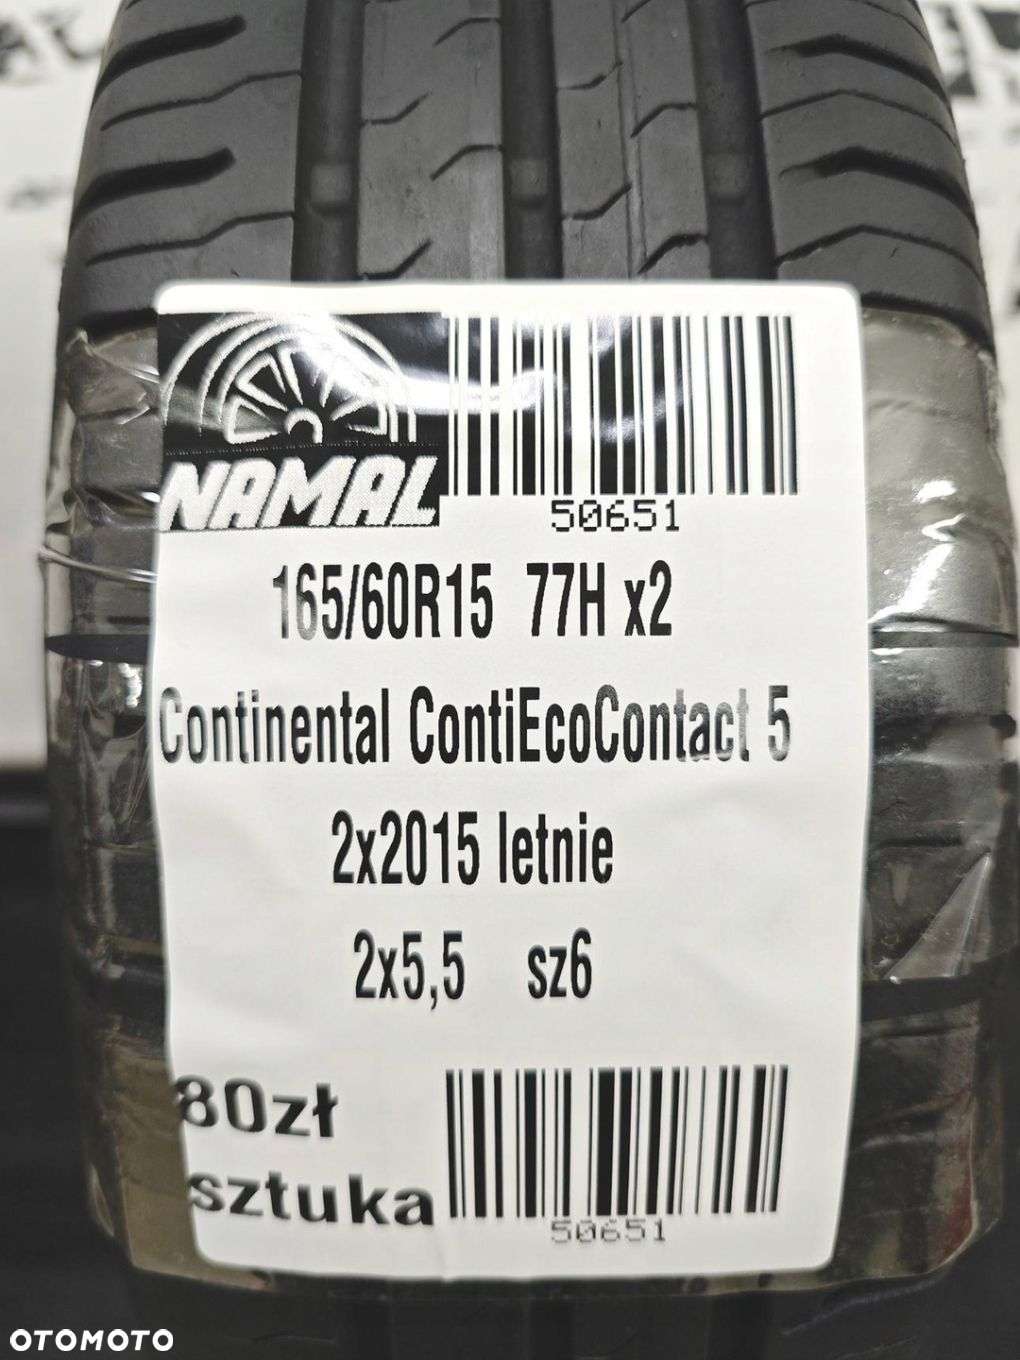 NAMAL
50651
165/60R15 77H x2
Continental ContiEcoContact 5
2x2015 letnie
2x5,5 sz6
80zł
sztuka
50651
OTOMOTO